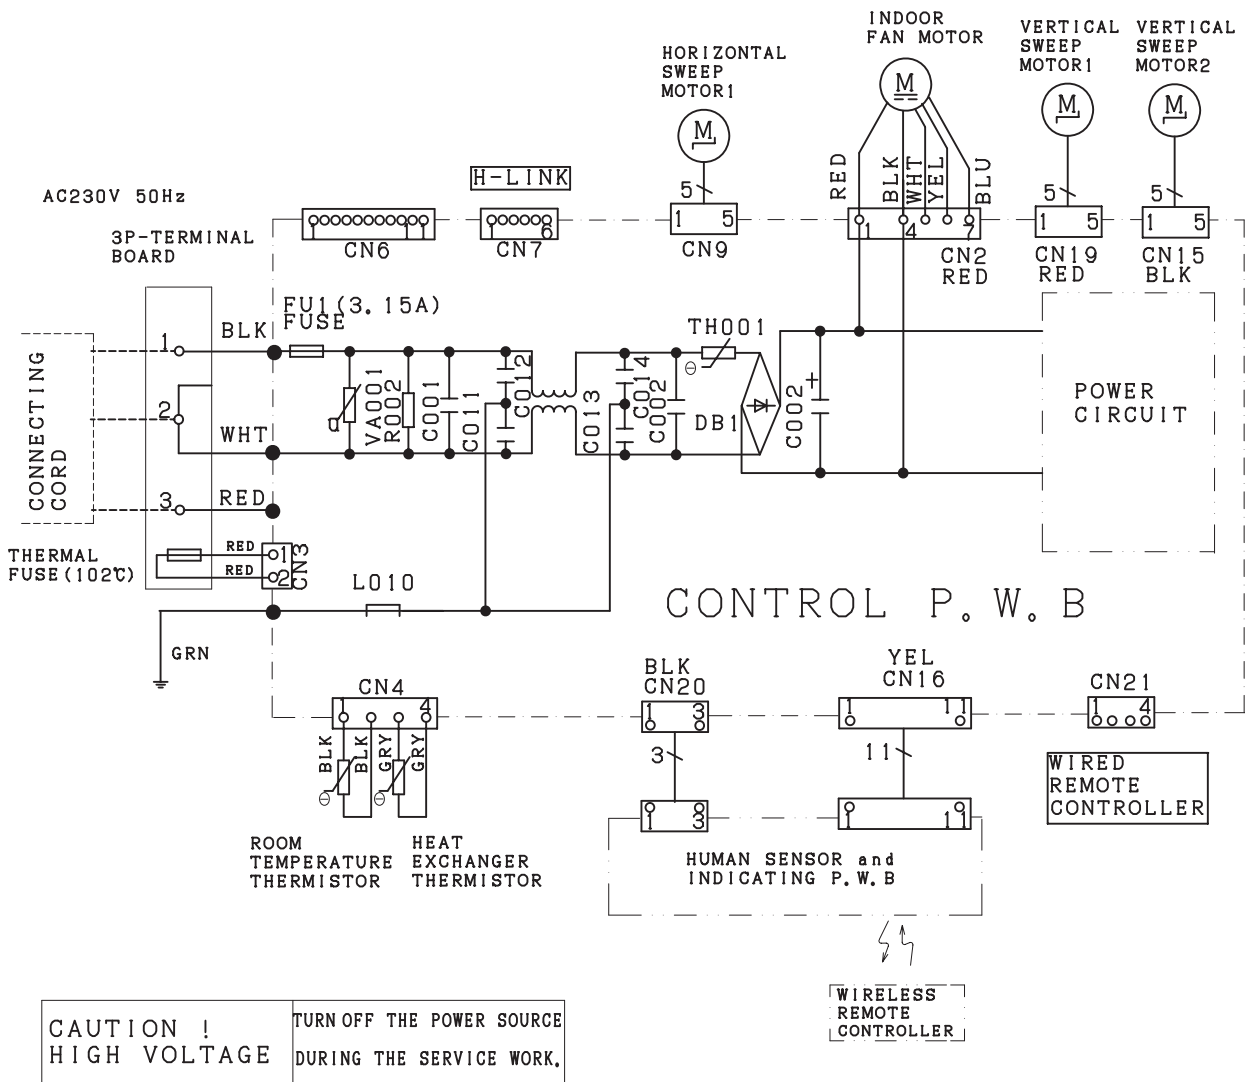 INDOOR
FAN MOTOR
VERTICAL
SWEEP
MOTOR1
VERTICAL
SWEEP
MOTOR2
HORIZONTAL
SWEEP
MOTOR1
M
M
M
M
H-LINK
AC230V 50Hz
3P-TERMINAL
BOARD
RED
BLK
WHT
YEL
BLU
5
5
5
1
1 1
CN6
1
6
CN7
1 5
CN9
1
4
7
CN2
RED
1 5
CN19
RED
1 5
CN15
BLK
FU1(3.15A)
FUSE
BLK
1
2
WHT
3
RED
CONNECTING
CORD
VA001
R002
C001
C011
C012
C013
C014
C002
TH001
DB1
C002
+
POWER
CIRCUIT
THERMAL
FUSE(102℃)
RED
RED
1
2
CN3
L010
GRN
CONTROL P.W.B
CN4
1 4
BLK
BLK
GRY
GRY
ROOM
TEMPERATURE
THERMISTOR
HEAT
EXCHANGER
THERMISTOR
BLK
CN20
1 3
3
1 3
YEL
CN16
1 11
11
1 11
CN21
1 4
WIRED
REMOTE
CONTROLLER
HUMAN SENSOR and
INDICATING P.W.B
WIRELESS
REMOTE
CONTROLLER
CAUTION !
HIGH VOLTAGE
TURN OFF THE POWER SOURCE
DURING THE SERVICE WORK.